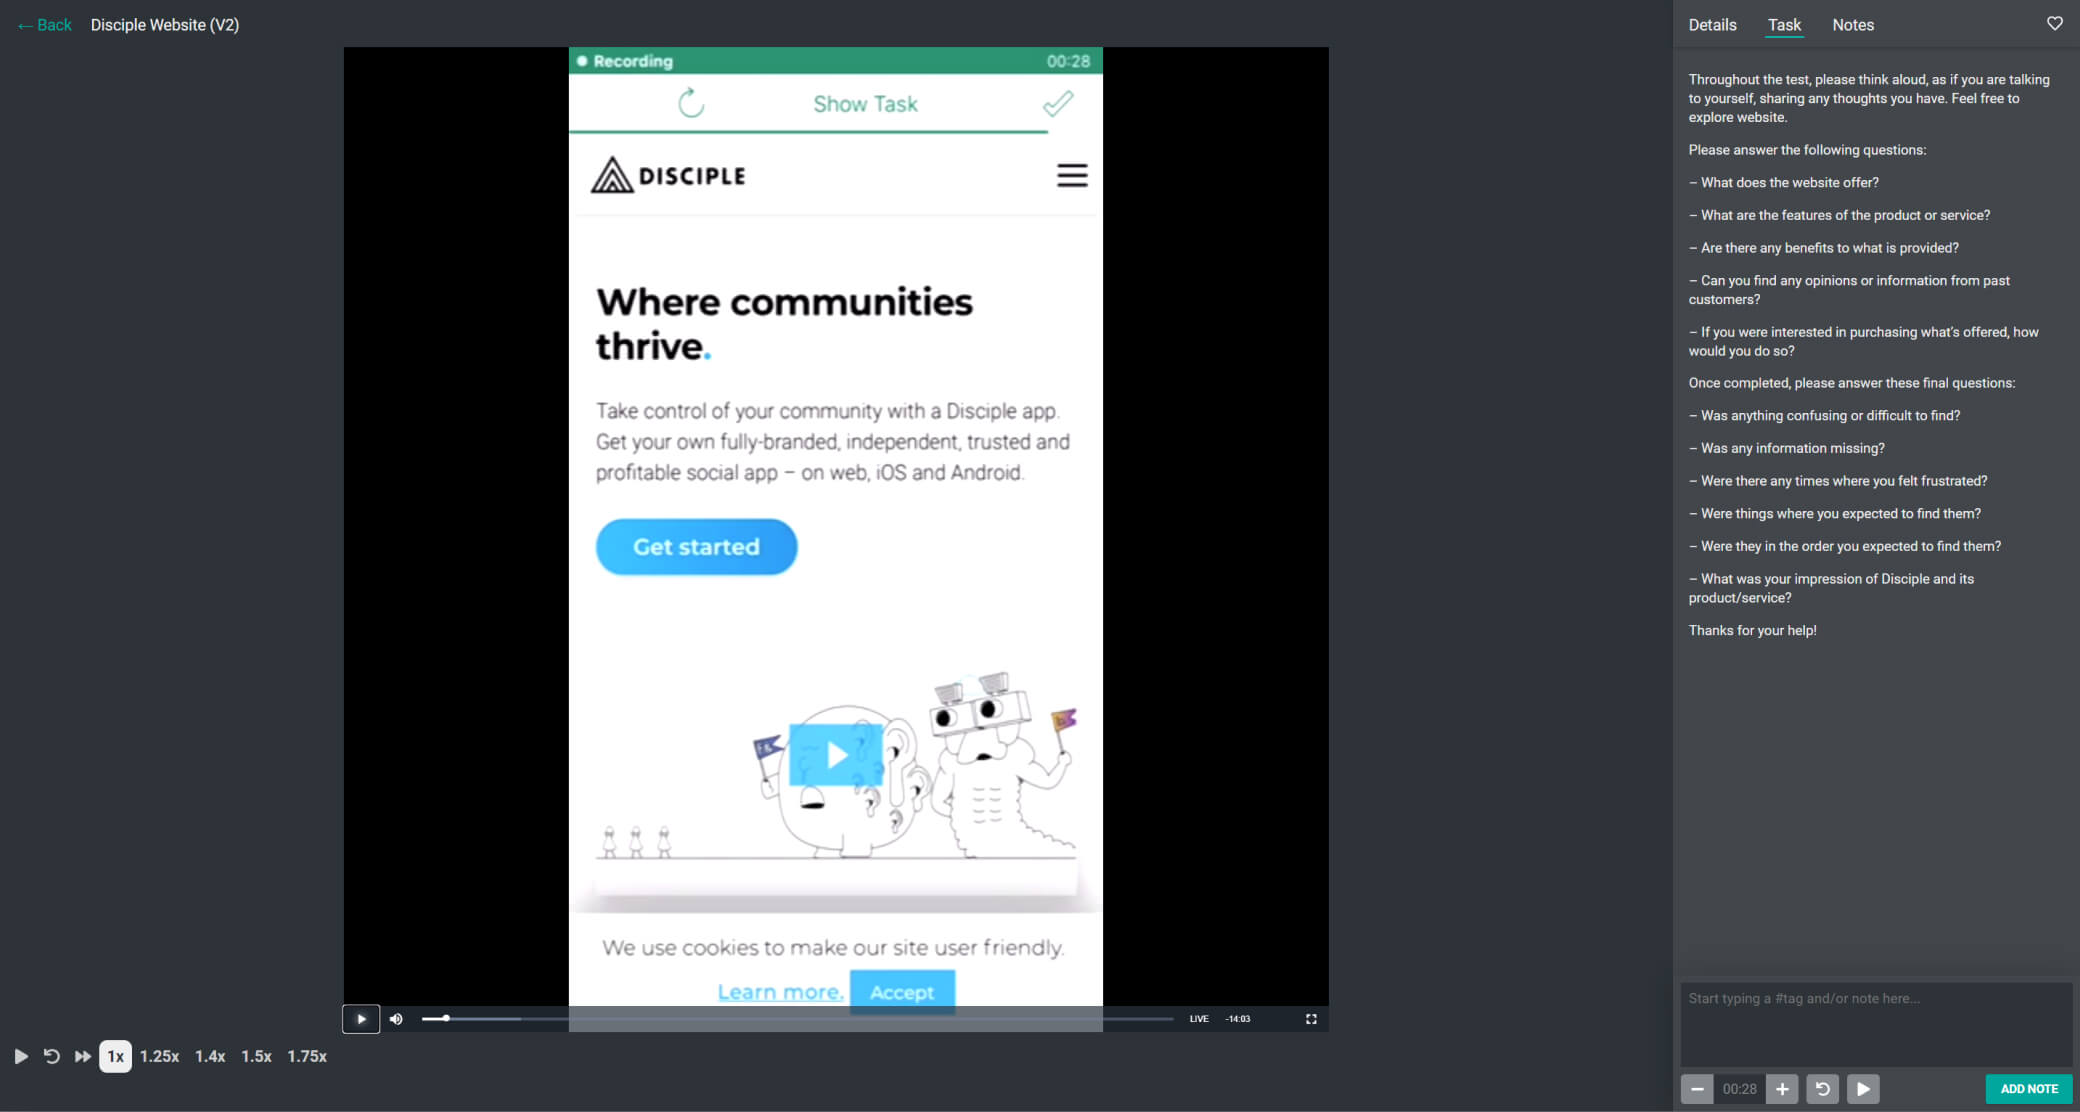 ← Back Disciple Website (V2)
Recording 00:28
Show Task
DISCIPLE
Where communities
thrive.
Take control of your community with a Disciple app.
Get your own fully-branded, independent, trusted and
profitable social app – on web, iOS and Android.
Get started
We use cookies to make our site user friendly.
Learn more. Accept
LIVE -14:03
1x 1.25x 1.4x 1.5x 1.75x
Details Task Notes
Throughout the test, please think aloud, as if you are talking
to yourself, sharing any thoughts you have. Feel free to
explore website.
Please answer the following questions:
– What does the website offer?
– What are the features of the product or service?
– Are there any benefits to what is provided?
– Can you find any opinions or information from past
customers?
– If you were interested in purchasing what's offered, how
would you do so?
Once completed, please answer these final questions:
– Was anything confusing or difficult to find?
– Was any information missing?
– Were there any times where you felt frustrated?
– Were things where you expected to find them?
– Were they in the order you expected to find them?
– What was your impression of Disciple and its
product/service?
Thanks for your help!
Start typing a #tag and/or note here...
00:28
ADD NOTE